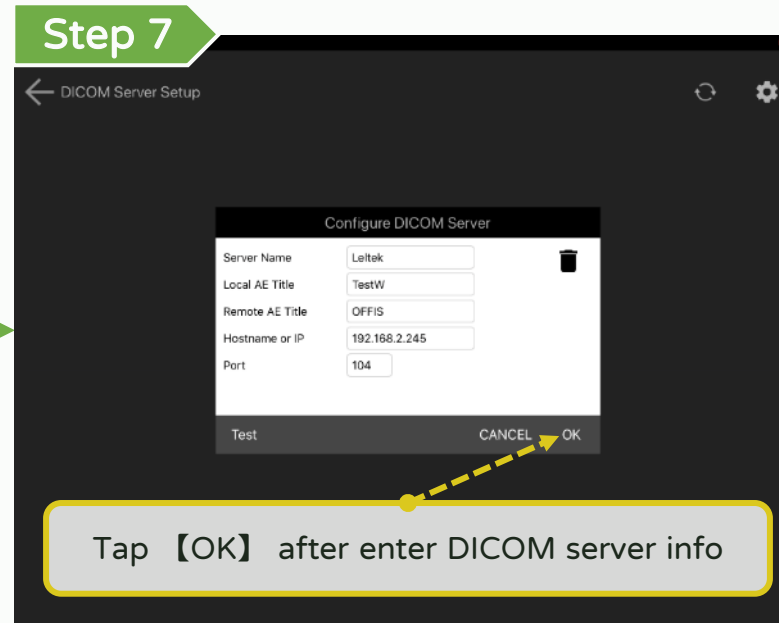 Step 7
DICOM Server Setup
Configure DICOM Server
Server Name Leltek
Local AE Title TestW
Remote AE Title OFFIS
Hostname or IP 192.168.2.245
Port 104
Test CANCEL OK
Tap 【OK】 after enter DICOM server info